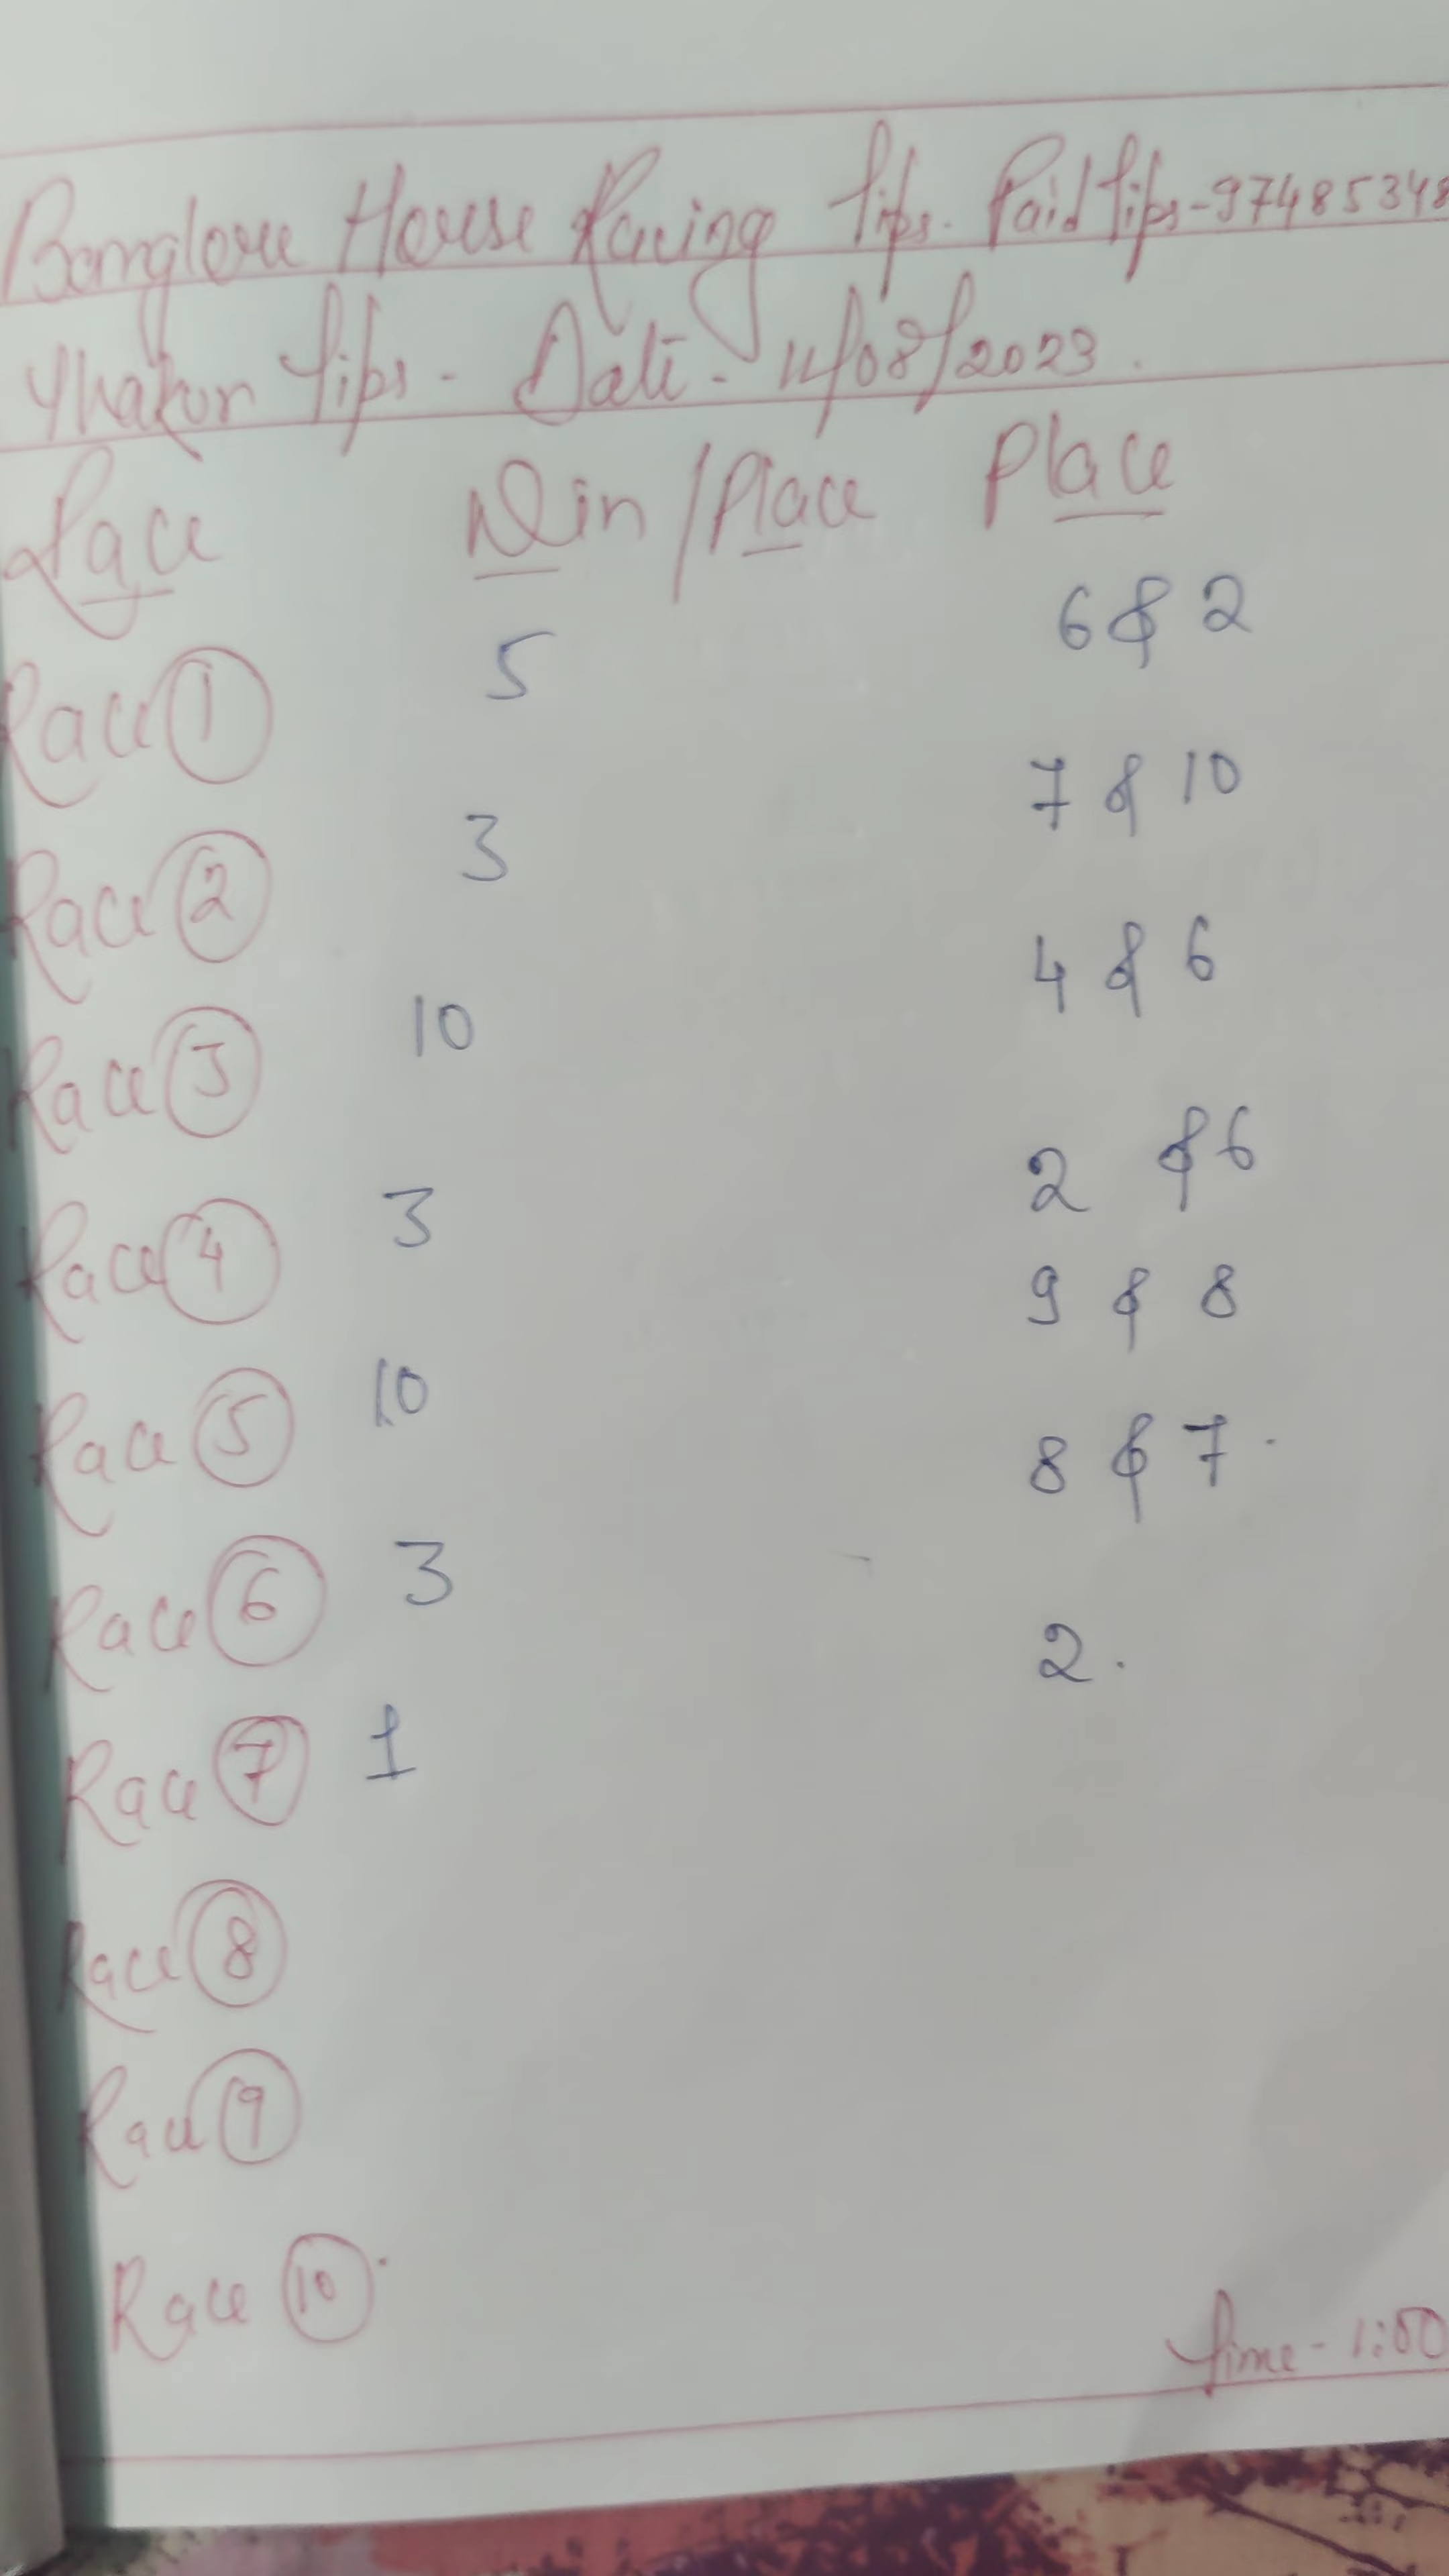 Banglore Horse Racing Tips. Paid Tips-97485348
Thakur Tips - Date - 11/08/2023.
Race Win/Place Place
Race 1 5 6 & 2
Race 2 3 7 & 10
Race 3 10 4 & 6
Race 4 3 2 & 6
Race 5 10 9 & 8
Race 6 3 8 & 7.
Race 7 1 2.
Race 8
Race 9
Race 10.
Time - 1:50